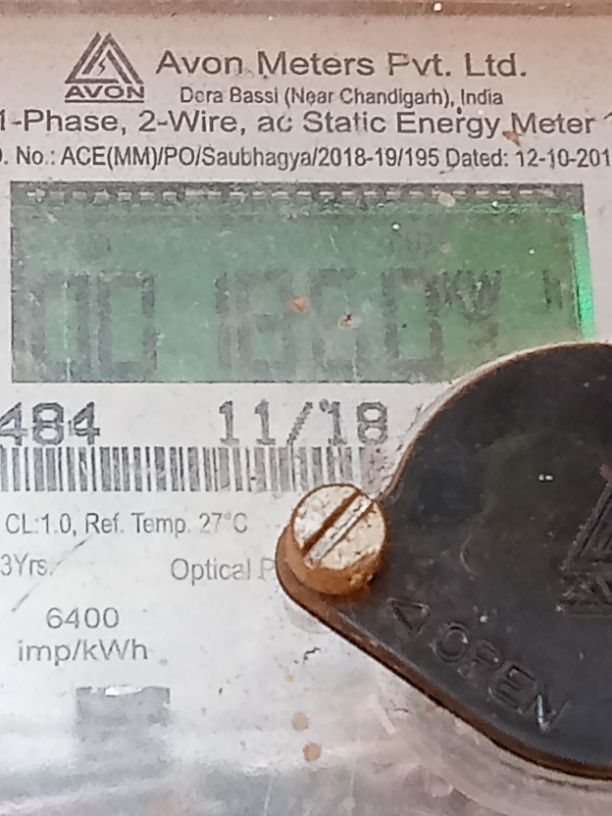 AVON
Avon Meters Pvt. Ltd.
Dera Bassi (Near Chandigarh), India
1-Phase, 2-Wire, ac Static Energy Meter
No.: ACE(MM)/PO/Saubhagya/2018-19/195 Dated: 12-10-201
484 11/18
CL:1.0, Ref. Temp. 27°C
3Yrs.
Optical
6400
imp/kWh
OPEN